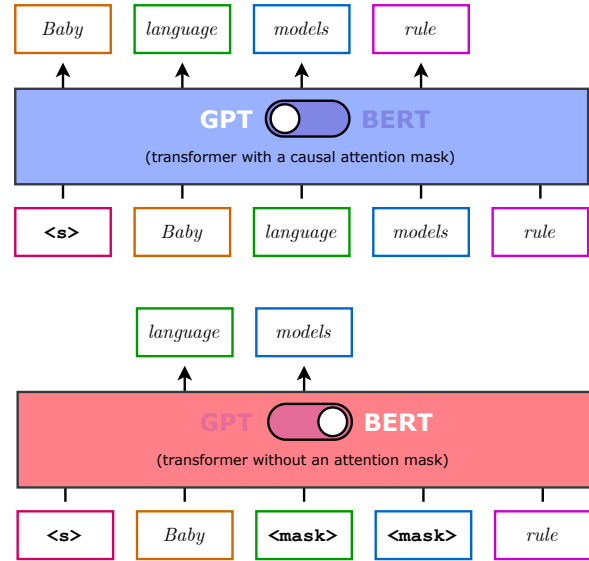 Baby language models rule
GPT BERT
(transformer with a causal attention mask)
<s> Baby language models rule
language models
GPT BERT
(transformer without an attention mask)
<s> Baby <mask> <mask> rule